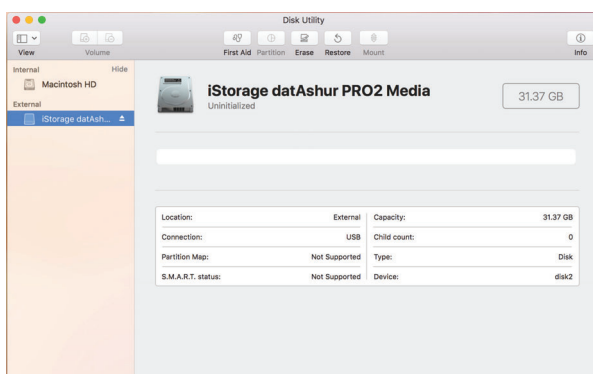 Disk Utility
View Volume First Aid Partition Erase Restore Mount Info
Internal Hide
Macintosh HD
External
iStorage datAsh...
iStorage datAshur PRO2 Media
Uninitialized
31.37 GB
Location: External Capacity: 31.37 GB
Connection: USB Child count: 0
Partition Map: Not Supported Type: Disk
S.M.A.R.T. status: Not Supported Device: disk2